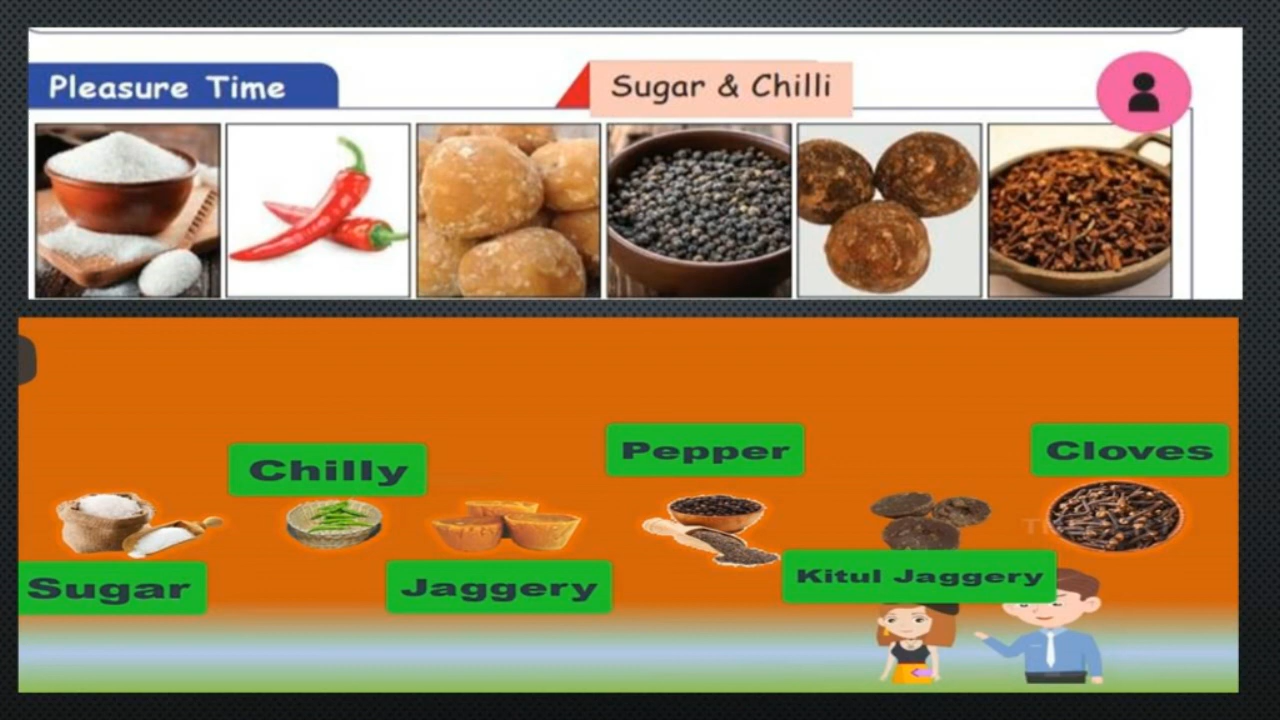 Pleasure Time
Sugar & Chilli
Pepper
Cloves
Chilly
Sugar
Jaggery
Kitul Jaggery